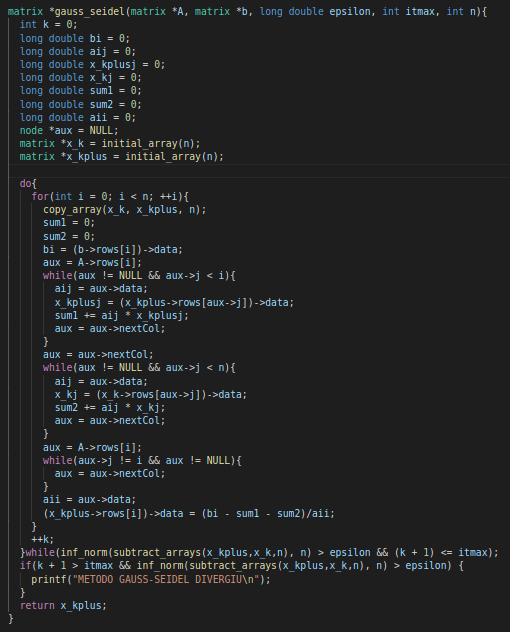 matrix *gauss_seidel(matrix *A, matrix *b, long double epsilon, int itmax, int n){
int k = 0;
long double bi = 0;
long double aij = 0;
long double x_kplusj = 0;
long double x_kj = 0;
long double sum1 = 0;
long double sum2 = 0;
long double aii = 0;
node *aux = NULL;
matrix *x_k = initial_array(n);
matrix *x_kplus = initial_array(n);
do{
for(int i = 0; i < n; ++i){
copy_array(x_k, x_kplus, n);
sum1 = 0;
sum2 = 0;
bi = (b->rows[i])->data;
aux = A->rows[i];
while(aux != NULL && aux->j < i){
aij = aux->data;
x_kplusj = (x_kplus->rows[aux->j])->data;
sum1 += aij * x_kplusj;
aux = aux->nextCol;
}
aux = aux->nextCol;
while(aux != NULL && aux->j < n){
aij = aux->data;
x_kj = (x_k->rows[aux->j])->data;
sum2 += aij * x_kj;
aux = aux->nextCol;
}
aux = A->rows[i];
while(aux->j != i && aux != NULL){
aux = aux->nextCol;
}
aii = aux->data;
(x_kplus->rows[i])->data = (bi - sum1 - sum2)/aii;
}
++k;
}while(inf_norm(subtract_arrays(x_kplus,x_k,n), n) > epsilon && (k + 1) <= itmax);
if(k + 1 > itmax && inf_norm(subtract_arrays(x_kplus,x_k,n), n) > epsilon) {
printf("METODO GAUSS-SEIDEL DIVERGIU\n");
}
return x_kplus;
}